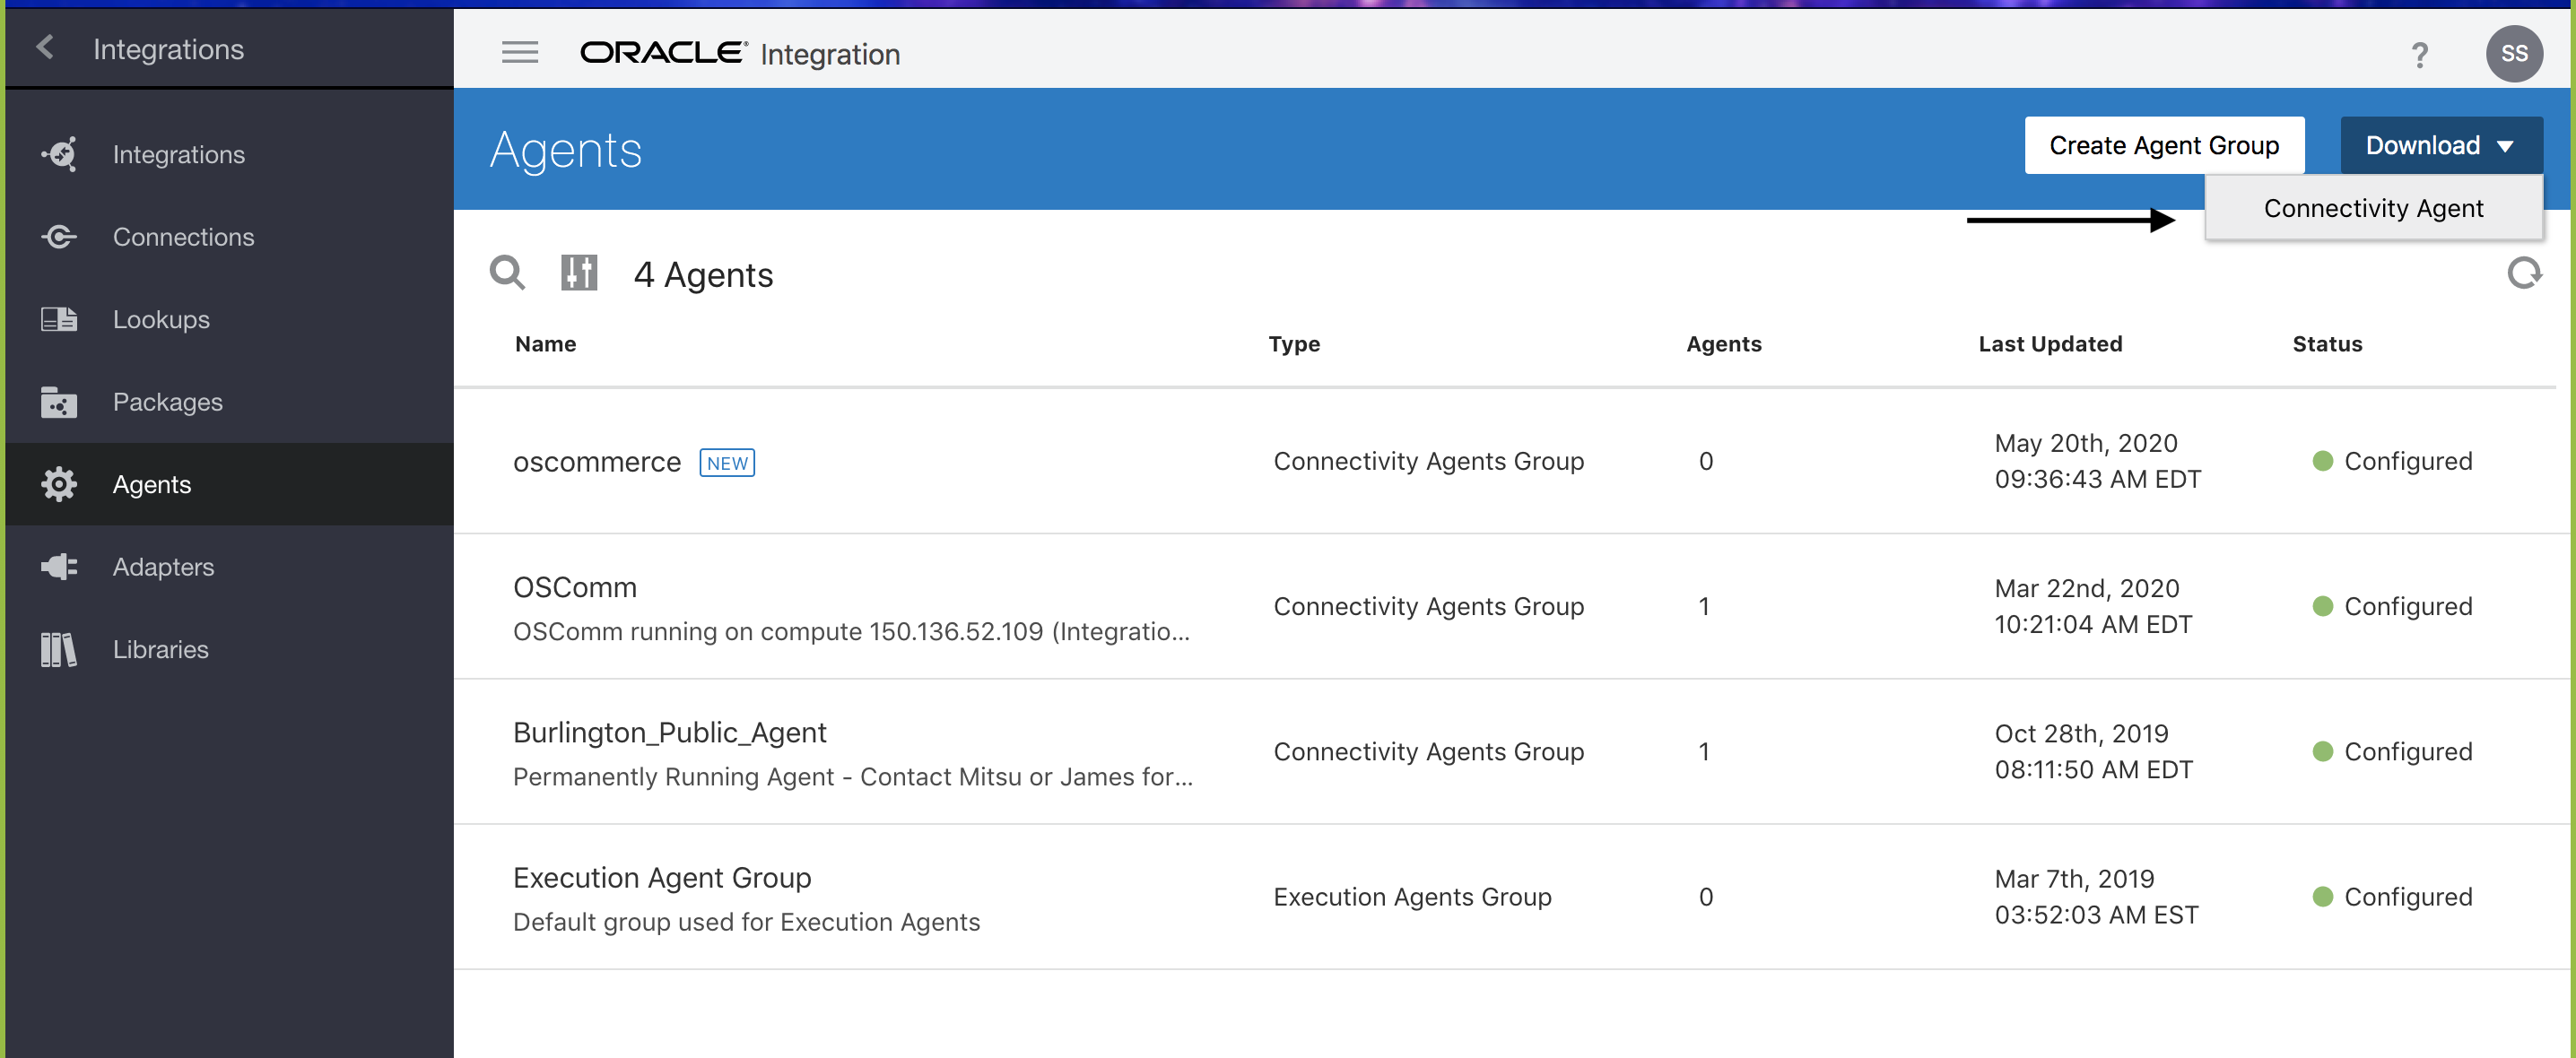 Integrations
ORACLE Integration
?
SS
Integrations
Connections
Lookups
Packages
Agents
Adapters
Libraries
Agents
Create Agent Group
Download
Connectivity Agent
4 Agents
Name Type Agents Last Updated Status
oscommerce NEW Connectivity Agents Group 0 May 20th, 2020 Configured
09:36:43 AM EDT
OSComm Connectivity Agents Group 1 Mar 22nd, 2020 Configured
OSComm running on compute 150.136.52.109 (Integratio... 10:21:04 AM EDT
Burlington_Public_Agent Connectivity Agents Group 1 Oct 28th, 2019 Configured
Permanently Running Agent - Contact Mitsu or James for... 08:11:50 AM EDT
Execution Agent Group Execution Agents Group 0 Mar 7th, 2019 Configured
Default group used for Execution Agents 03:52:03 AM EST